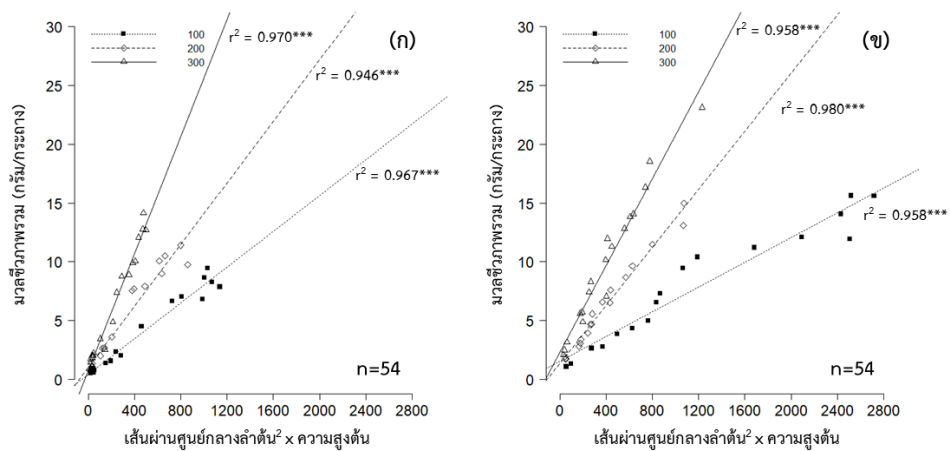 30
25
20
15
10
5
0
มวลชีวภาพรวม (กรัม/กระถาง)
100
200
300
r² = 0.970***
(ก)
r² = 0.946***
r² = 0.967***
n=54
0 400 800 1200 1600 2000 2400 2800
เส้นผ่านศูนย์กลางลำต้น² x ความสูงต้น
30
25
20
15
10
5
0
มวลชีวภาพรวม (กรัม/กระถาง)
100
200
300
r² = 0.958***
(ข)
r² = 0.980***
r² = 0.958***
n=54
0 400 800 1200 1600 2000 2400 2800
เส้นผ่านศูนย์กลางลำต้น² x ความสูงต้น